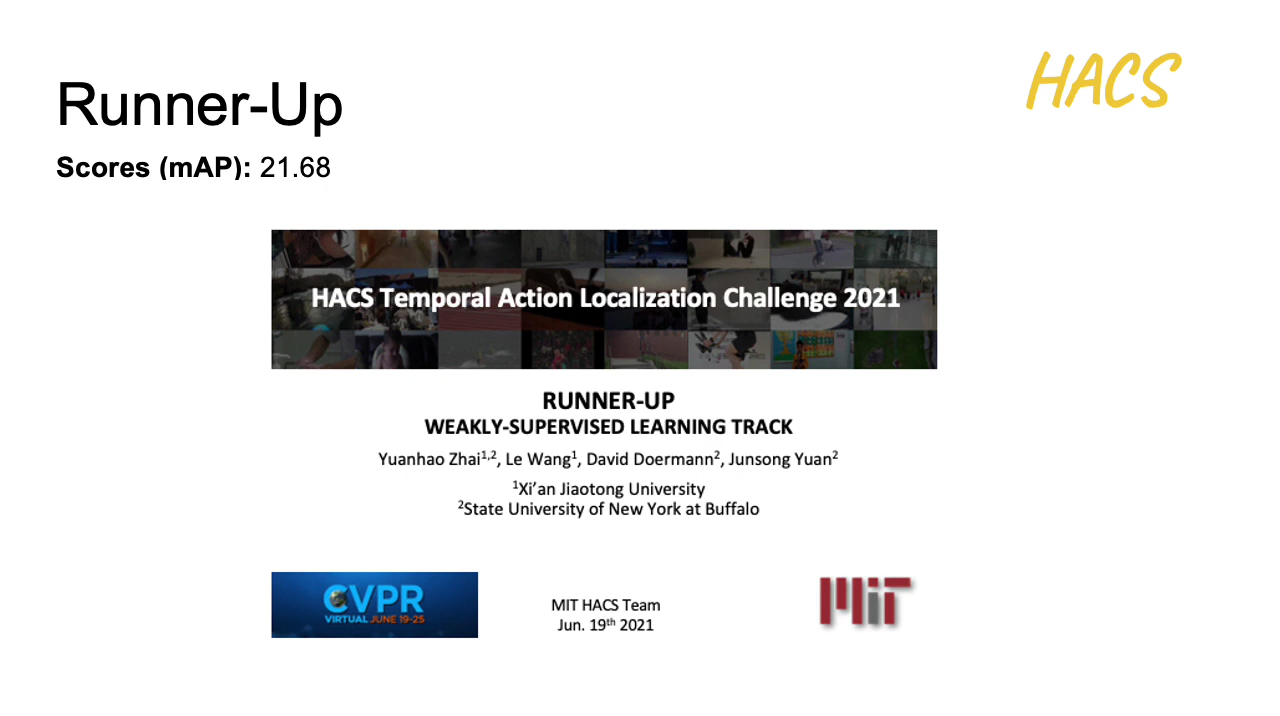 HACS
Runner-Up
Scores (mAP): 21.68
HACS Temporal Action Localization Challenge 2021
RUNNER-UP
WEAKLY-SUPERVISED LEARNING TRACK
Yuanhao Zhai1,2, Le Wang1, David Doermann2, Junsong Yuan2
1Xi’an Jiaotong University
2State University of New York at Buffalo
CVPR
VIRTUAL JUNE 19-25
MIT HACS Team
Jun. 19th 2021
MIT